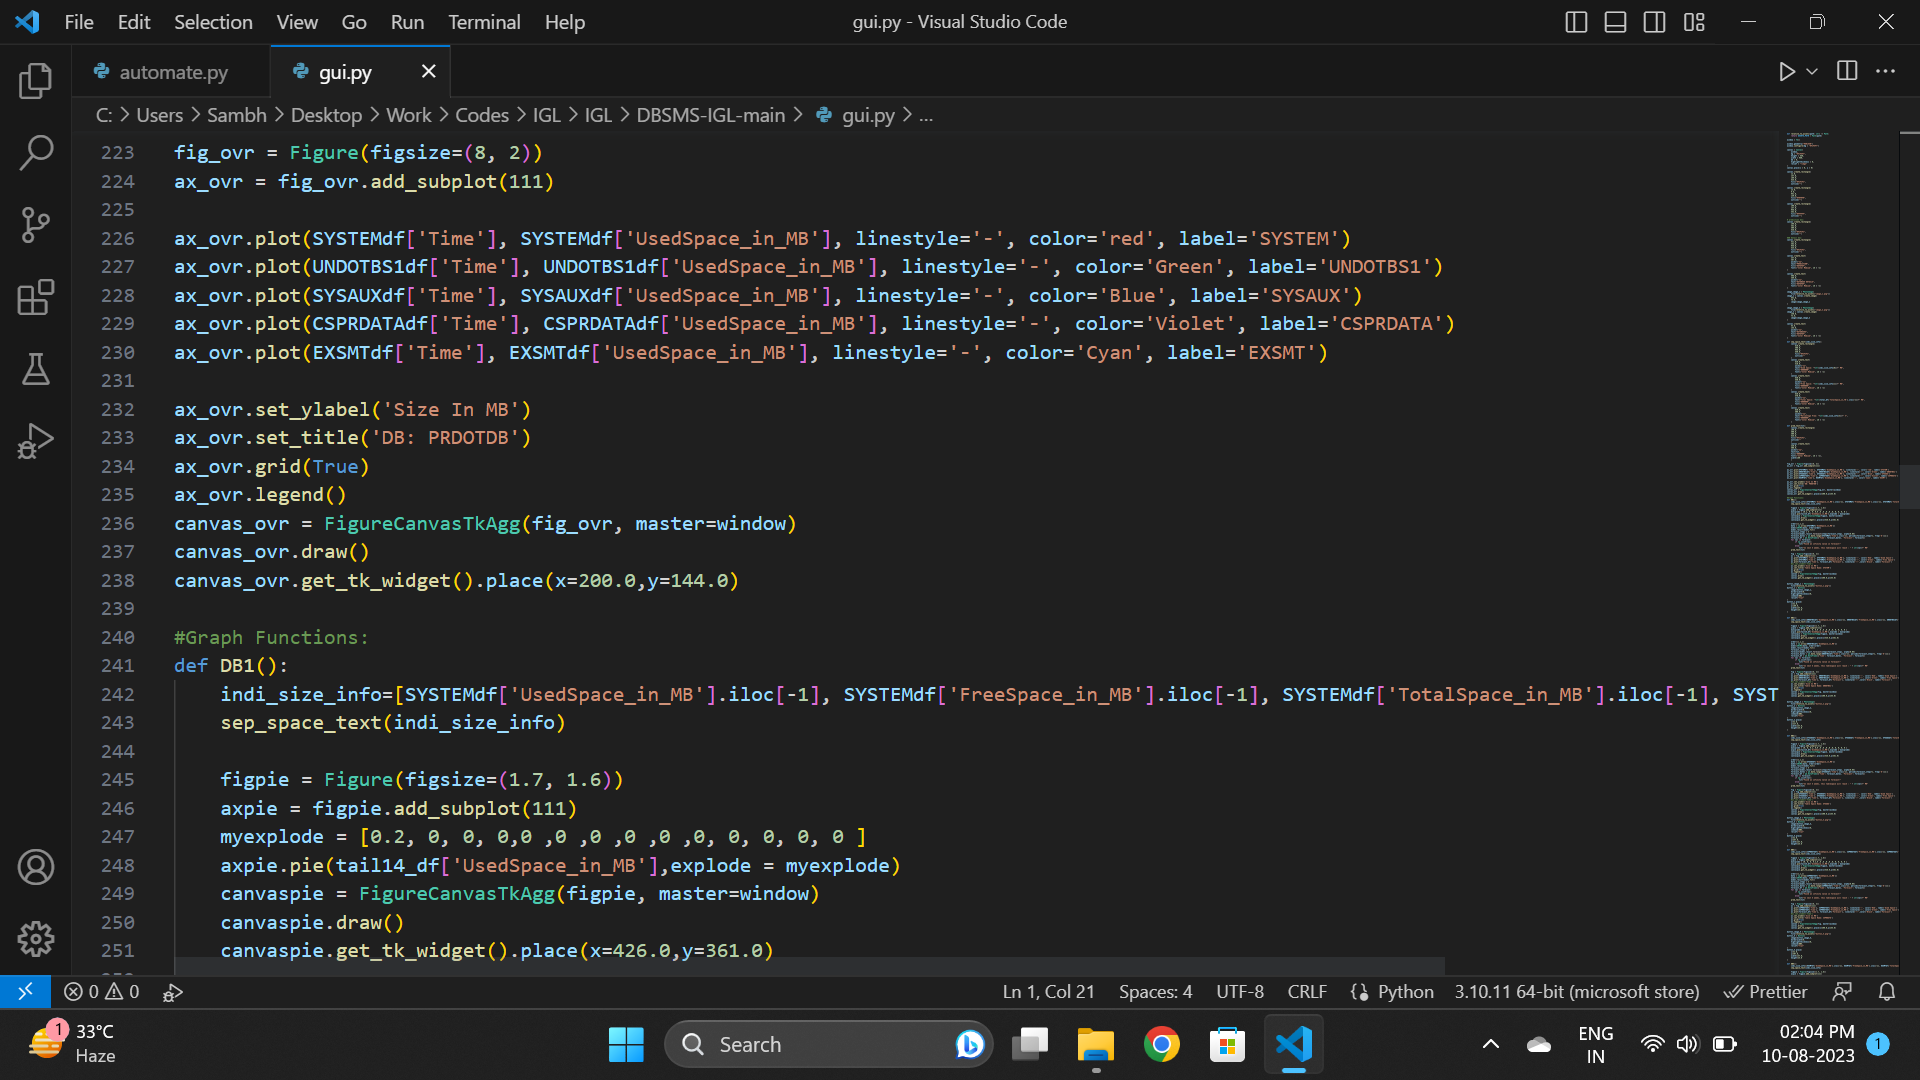 File Edit Selection View Go Run Terminal Help
gui.py - Visual Studio Code
automate.py
gui.py
C: > Users > Sambh > Desktop > Work > Codes > IGL > IGL > DBSMS-IGL-main > gui.py > ...
223 fig_ovr = Figure(figsize=(8, 2))
224 ax_ovr = fig_ovr.add_subplot(111)
225
226 ax_ovr.plot(SYSTEMdf['Time'], SYSTEMdf['UsedSpace_in_MB'], linestyle='-', color='red', label='SYSTEM')
227 ax_ovr.plot(UNDOTBS1df['Time'], UNDOTBS1df['UsedSpace_in_MB'], linestyle='-', color='Green', label='UNDOTBS1')
228 ax_ovr.plot(SYSAUXdf['Time'], SYSAUXdf['UsedSpace_in_MB'], linestyle='-', color='Blue', label='SYSAUX')
229 ax_ovr.plot(CSPRDATAdf['Time'], CSPRDATAdf['UsedSpace_in_MB'], linestyle='-', color='Violet', label='CSPRDATA')
230 ax_ovr.plot(EXSMTdf['Time'], EXSMTdf['UsedSpace_in_MB'], linestyle='-', color='Cyan', label='EXSMT')
231
232 ax_ovr.set_ylabel('Size In MB')
233 ax_ovr.set_title('DB: PRDOTDB')
234 ax_ovr.grid(True)
235 ax_ovr.legend()
236 canvas_ovr = FigureCanvasTkAgg(fig_ovr, master=window)
237 canvas_ovr.draw()
238 canvas_ovr.get_tk_widget().place(x=200.0,y=144.0)
239
240 #Graph Functions:
241 def DB1():
242 indi_size_info=[SYSTEMdf['UsedSpace_in_MB'].iloc[-1], SYSTEMdf['FreeSpace_in_MB'].iloc[-1], SYSTEMdf['TotalSpace_in_MB'].iloc[-1], SYST
243 sep_space_text(indi_size_info)
244
245 figpie = Figure(figsize=(1.7, 1.6))
246 axpie = figpie.add_subplot(111)
247 myexplode = [0.2, 0, 0, 0,0 ,0 ,0 ,0 ,0 ,0, 0, 0, 0, 0 ]
248 axpie.pie(tail14_df['UsedSpace_in_MB'],explode = myexplode)
249 canvaspie = FigureCanvasTkAgg(figpie, master=window)
250 canvaspie.draw()
251 canvaspie.get_tk_widget().place(x=426.0,y=361.0)
0 0
Ln 1, Col 21 Spaces: 4 UTF-8 CRLF Python 3.10.11 64-bit (microsoft store) Prettier
1
33°C
Haze
Search
ENG
IN
02:04 PM
10-08-2023
1